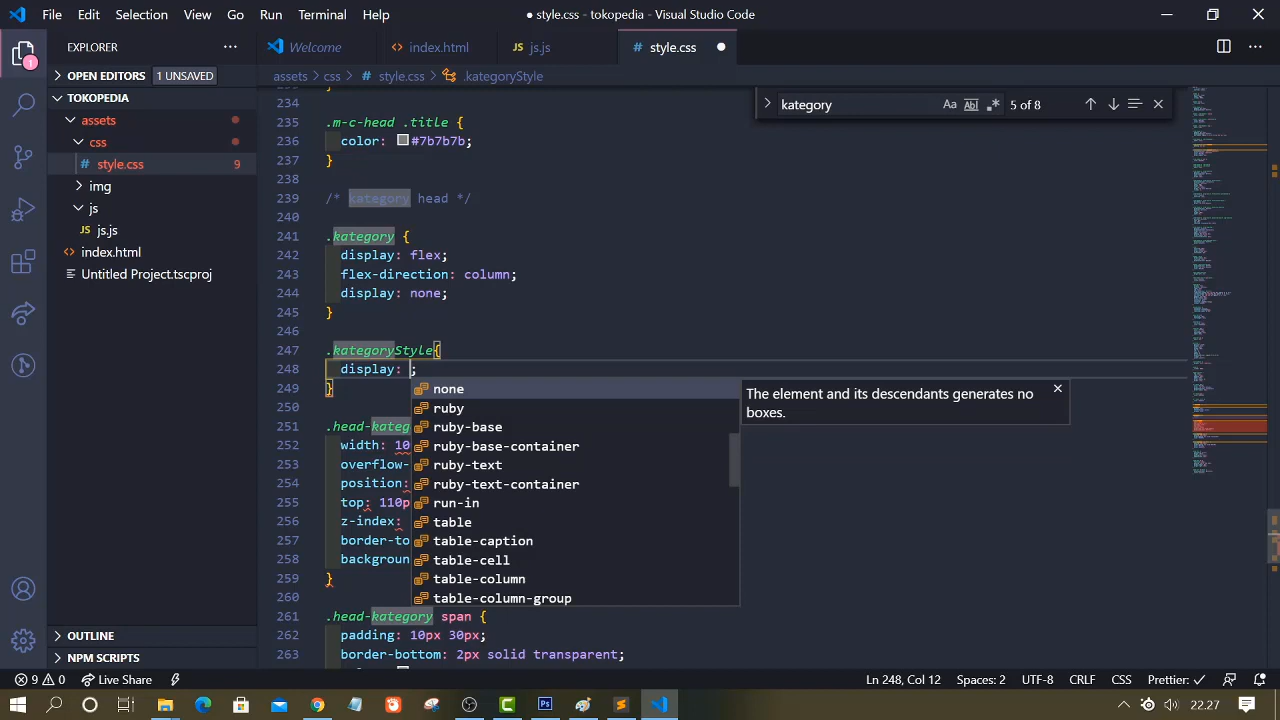 File Edit Selection View Go Run Terminal Help
● style.css - tokopedia - Visual Studio Code
EXPLORER
OPEN EDITORS 1 UNSAVED
TOKOPEDIA
assets
css
style.css 9
img
js
js.js
index.html
Untitled Project.tscproj
OUTLINE
NPM SCRIPTS
1
Welcome index.html js.js style.css
assets > css > style.css > .kategoryStyle
kategory Aa Ab 5 of 8
234
235 .m-c-head .title {
236 color: #7b7b7b;
237 }
238
239 /* kategory head */
240
241 .kategory {
242 display: flex;
243 flex-direction: column;
244 display: none;
245 }
246
247 .kategoryStyle{
248 display: ;
249 }
250
251 .head-kateg
252 width: 10
253 overflow-
254 position:
255 top: 110p
256 z-index:
257 border-to
258 backgroun
259 }
260
261 .head-kategory span {
262 padding: 10px 30px;
263 border-bottom: 2px solid transparent;
none
ruby
ruby-base
ruby-base-container
ruby-text
ruby-text-container
run-in
table
table-caption
table-cell
table-column
table-column-group
The element and its descendants generates no
boxes.
9 0 Live Share Ln 248, Col 12 Spaces: 2 UTF-8 CRLF CSS Prettier: ✓
22.27